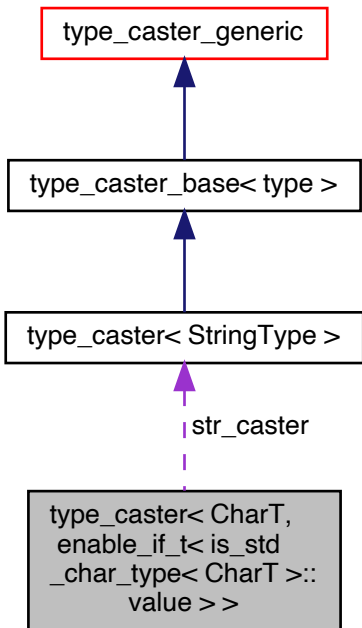 type_caster_generic
type_caster_base< type >
type_caster< StringType >
str_caster
type_caster< CharT,
enable_if_t< is_std
_char_type< CharT >::
value > >